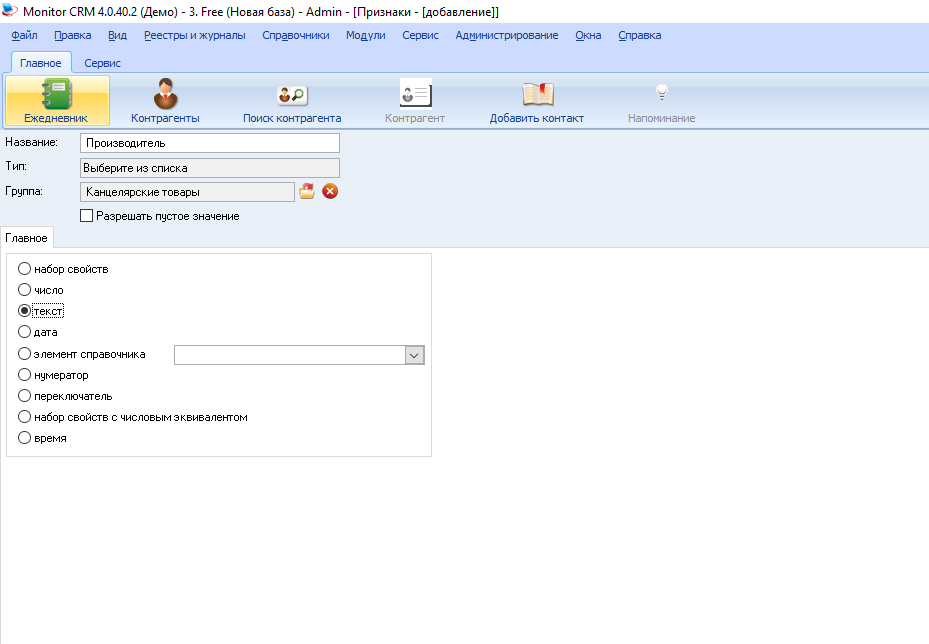 Monitor CRM 4.0.40.2 (Демо) - 3. Free (Новая база) - Admin - [Признаки - [добавление]]
Файл Правка Вид Реестры и журналы Справочники Модули Сервис Администрирование Окна Справка
Главное Сервис
Ежедневник Контрагенты Поиск контрагента Контрагент Добавить контакт Напоминание
Название: Производитель
Тип: Выберите из списка
Группа: Канцелярские товары
Разрешать пустое значение
Главное
набор свойств
число
текст
дата
элемент справочника
нумератор
переключатель
набор свойств с числовым эквивалентом
время